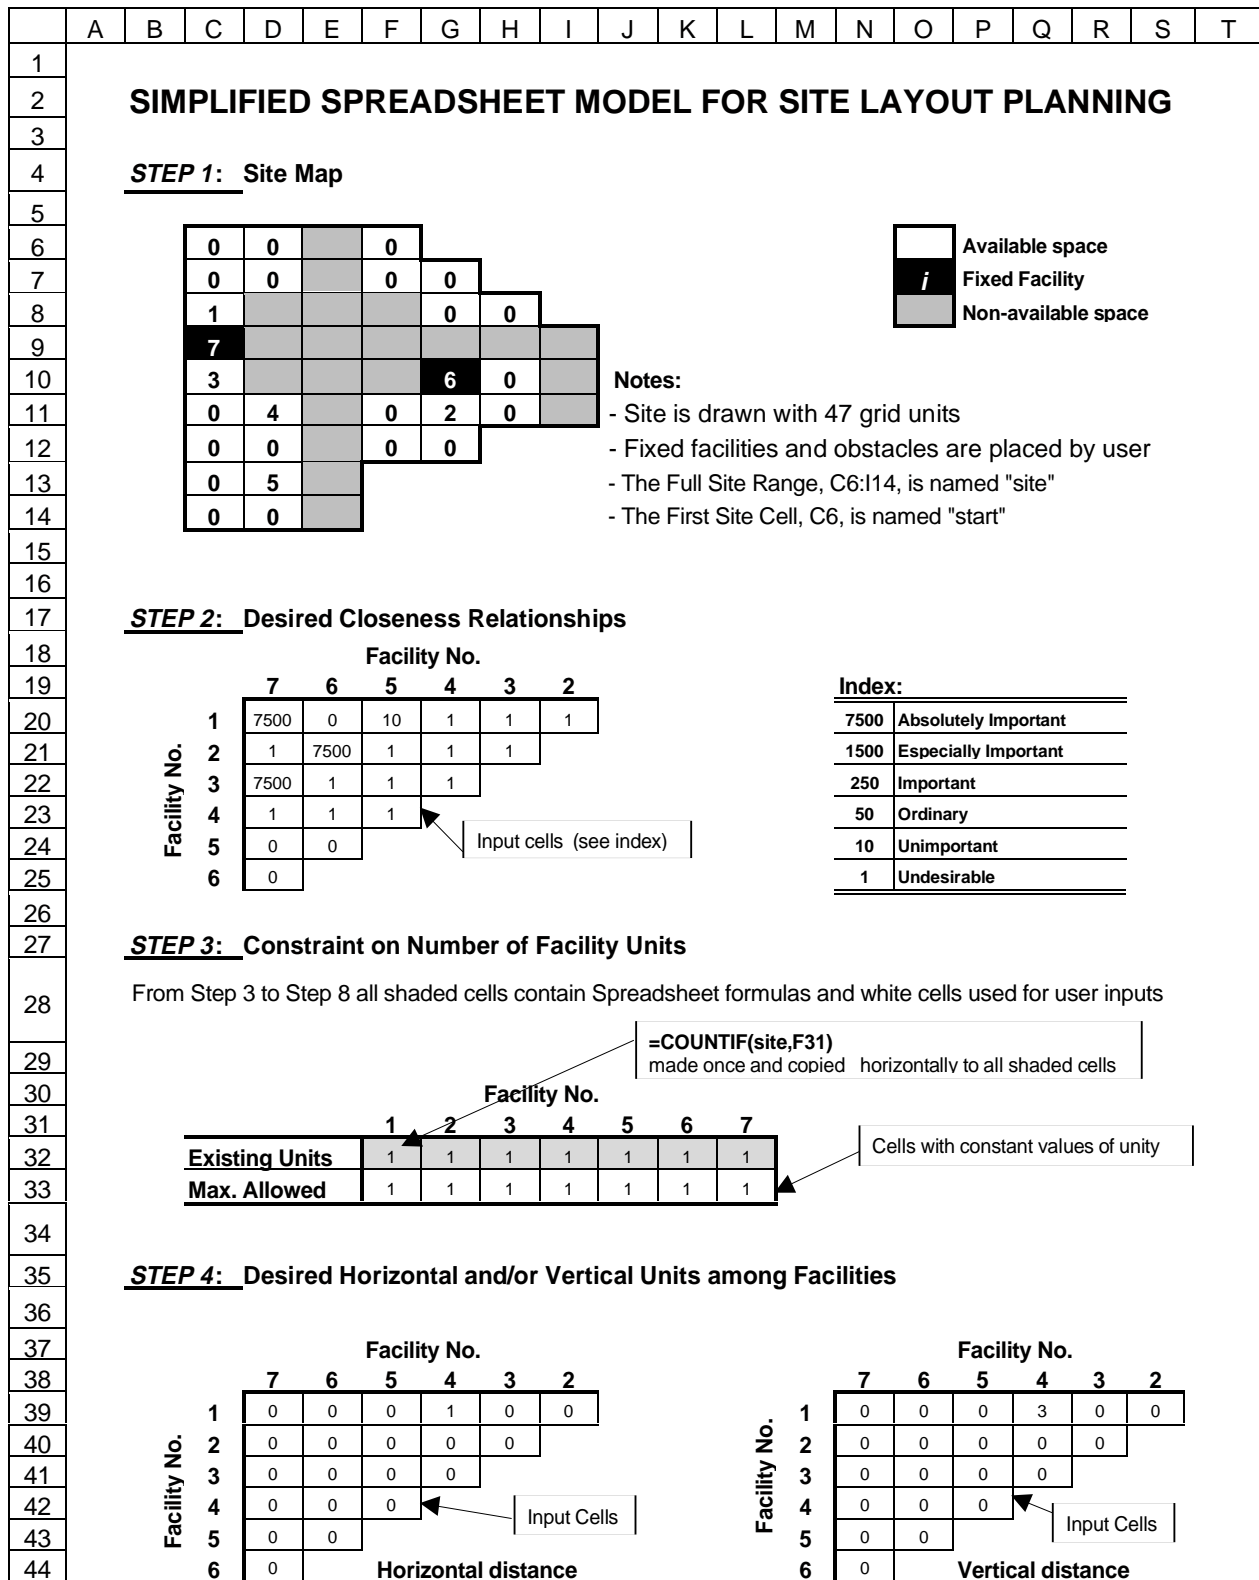 A B C D E F G H I J K L M N O P Q R S T
1
2 SIMPLIFIED SPREADSHEET MODEL FOR SITE LAYOUT PLANNING
3
4 STEP 1: Site Map
5
6 0 0 0 Available space
7 0 0 0 0 i Fixed Facility
8 1 0 0 Non-available space
9 7
10 3 6 0 Notes:
11 0 4 0 2 0 - Site is drawn with 47 grid units
12 0 0 0 0 - Fixed facilities and obstacles are placed by user
13 0 5 - The Full Site Range, C6:I14, is named "site"
14 0 0 - The First Site Cell, C6, is named "start"
15
16
17 STEP 2: Desired Closeness Relationships
18 Facility No.
19 7 6 5 4 3 2 Index:
20 1 7500 0 10 1 1 1 7500 Absolutely Important
21 2 1 7500 1 1 1 1500 Especially Important
22 3 7500 1 1 1 250 Important
23 4 1 1 1 50 Ordinary
Facility No.
Input cells (see index)
24 5 0 0 10 Unimportant
25 6 0 1 Undesirable
26
27 STEP 3: Constraint on Number of Facility Units
28 From Step 3 to Step 8 all shaded cells contain Spreadsheet formulas and white cells used for user inputs
=COUNTIF(site,F31)
29 made once and copied horizontally to all shaded cells
30 Facility No.
31 1 2 3 4 5 6 7
Cells with constant values of unity
32 Existing Units 1 1 1 1 1 1 1
33 Max. Allowed 1 1 1 1 1 1 1
34
35 STEP 4: Desired Horizontal and/or Vertical Units among Facilities
36
37 Facility No. Facility No.
38 7 6 5 4 3 2 7 6 5 4 3 2
39 1 0 0 0 1 0 0 1 0 0 0 3 0 0
40 2 0 0 0 0 0 2 0 0 0 0 0
41 3 0 0 0 0 3 0 0 0 0
42 4 0 0 0 4 0 0 0
Facility No. Facility No.
Input Cells Input Cells
43 5 0 0 5 0 0
44 6 0 Horizontal distance 6 0 Vertical distance